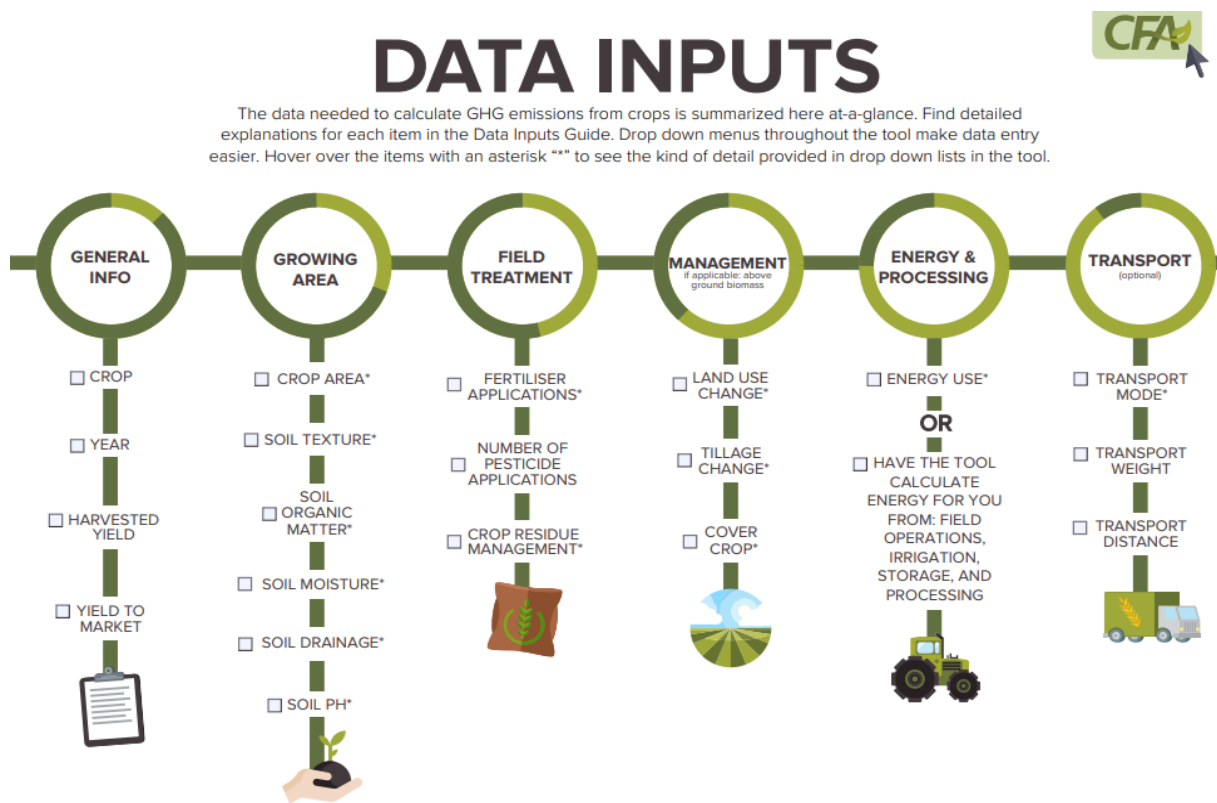 CFA
DATA INPUTS
The data needed to calculate GHG emissions from crops is summarized here at-a-glance. Find detailed
explanations for each item in the Data Inputs Guide. Drop down menus throughout the tool make data entry
easier. Hover over the items with an asterisk “*” to see the kind of detail provided in drop down lists in the tool.
GENERAL
INFO
CROP
YEAR
HARVESTED
YIELD
YIELD TO
MARKET
GROWING
AREA
CROP AREA*
SOIL TEXTURE*
SOIL
ORGANIC
MATTER*
SOIL MOISTURE*
SOIL DRAINAGE*
SOIL PH*
FIELD
TREATMENT
FERTILISER
APPLICATIONS*
NUMBER OF
PESTICIDE
APPLICATIONS
CROP RESIDUE
MANAGEMENT*
MANAGEMENT
if applicable: above
ground biomass
LAND USE
CHANGE*
TILLAGE
CHANGE*
COVER
CROP*
ENERGY &
PROCESSING
ENERGY USE*
OR
HAVE THE TOOL
CALCULATE
ENERGY FOR YOU
FROM: FIELD
OPERATIONS,
IRRIGATION,
STORAGE, AND
PROCESSING
TRANSPORT
(optional)
TRANSPORT
MODE*
TRANSPORT
WEIGHT
TRANSPORT
DISTANCE